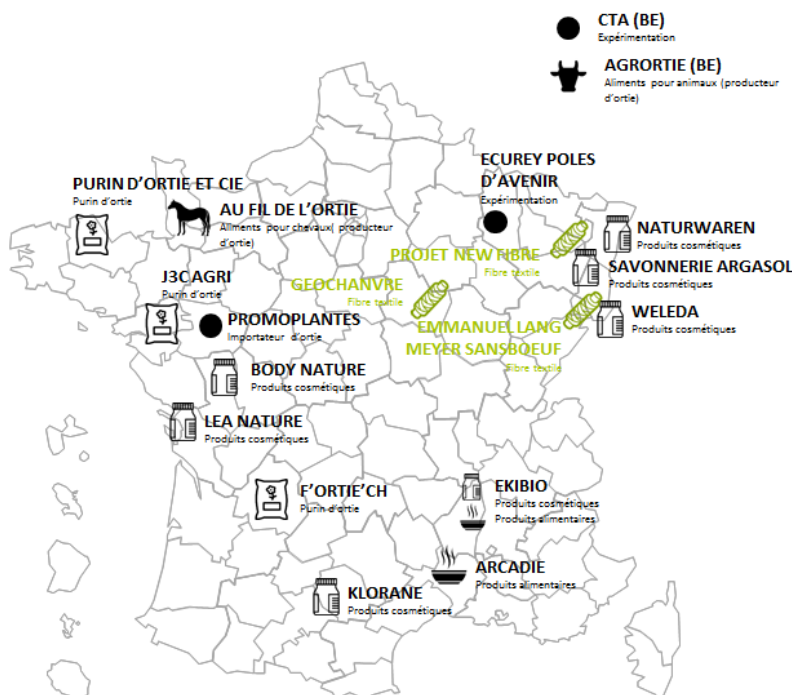 CTA (BE)
Expérimentation
AGRORTIE (BE)
Aliments pour animaux (producteur
d'ortie)
ECUREY POLES
D'AVENIR
Expérimentation
PURIN D'ORTIE ET CIE
Purin d'ortie
AU FIL DE L'ORTIE
Aliments pour chevaux( producteur
d'ortie)
NATURWAREN
Produits cosmétiques
PROJET NEW FIBRE
Fibre textile
SAVONNERIE ARGASOL
Produits cosmétiques
J3C AGRI
Purin d'ortie
GEOCHANVRE
Fibre textile
WELEDA
Produits cosmétiques
PROMOPLANTES
Importateur d'ortie
EMMANUEL LANG
MEYER SANSBOEUF
Fibre textile
BODY NATURE
Produits cosmétiques
LEA NATURE
Produits cosmétiques
F'ORTIE'CH
Purin d'ortie
EKIBIO
Produits cosmétiques
Produits alimentaires
ARCADIE
Produits alimentaires
KLORANE
Produits cosmétiques